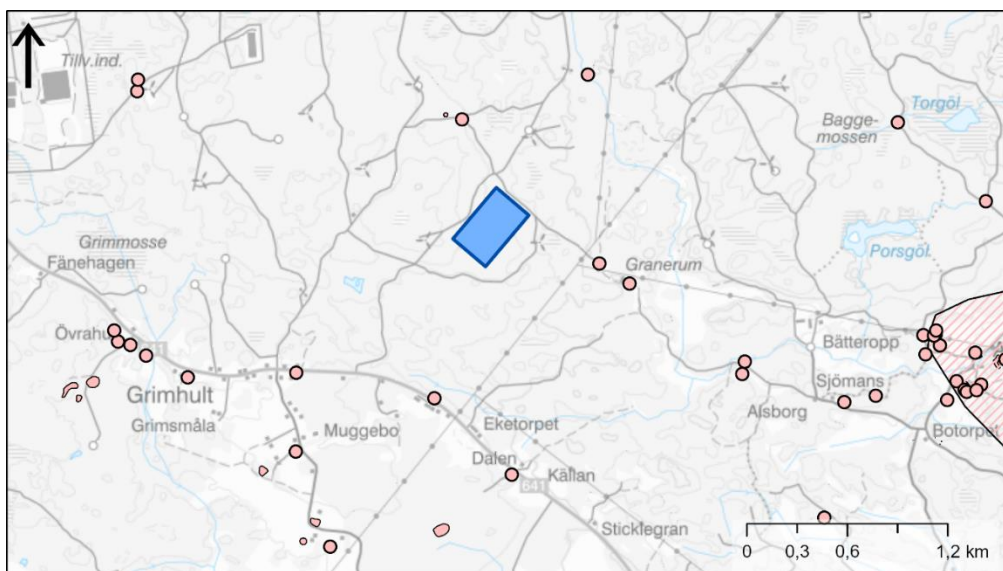 Tillv.ind.
Torgöl
Bagge-
mossen
Grimmosse
Fänehagen
Porsgöl
Granerum
Övrahu
Bätteropp
Grimhult
Sjömans
Grimsmåla
Muggebo
Eketorpet
Alsborg
Botorpet
Dalen
Källan
641
Sticklegran
0 0,3 0,6 1,2 km